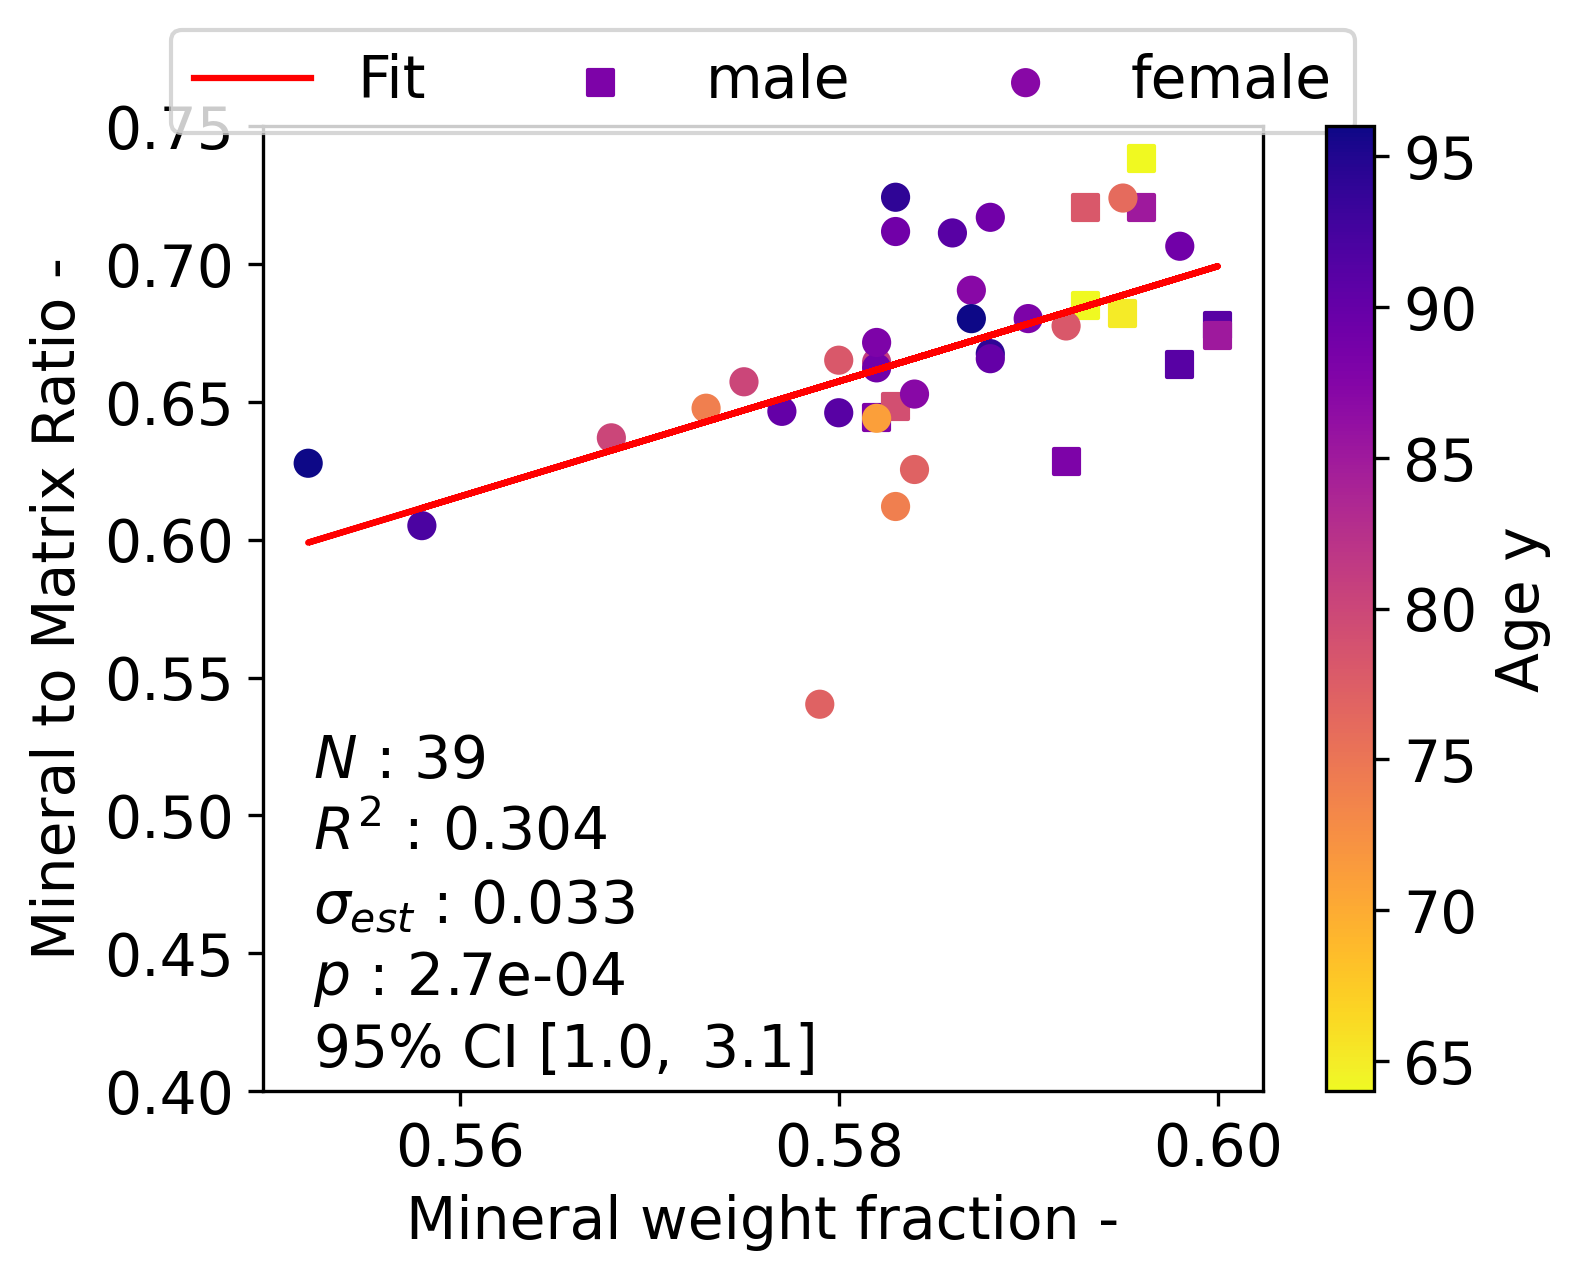 Fit male female
0.75
0.70
0.65
0.60
0.55
0.50
0.45
0.40
Mineral to Matrix Ratio -
N : 39
R² : 0.304
σest : 0.033
p : 2.7e-04
95% CI [1.0, 3.1]
0.56 0.58 0.60
Mineral weight fraction -
95
90
85
80
75
70
65
Age y